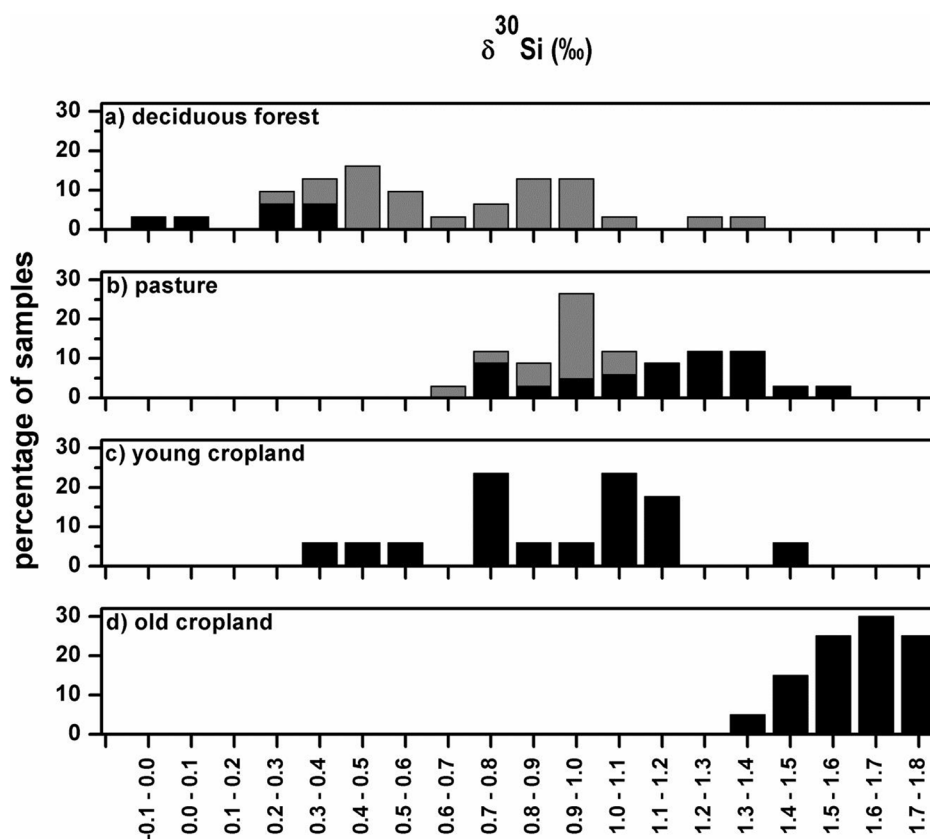 δ30Si (‰)
percentage of samples
a) deciduous forest
30
20
10
0
b) pasture
30
20
10
0
c) young cropland
30
20
10
0
d) old cropland
30
20
10
0
-0.1 - 0.0
0.0 - 0.1
0.1 - 0.2
0.2 - 0.3
0.3 - 0.4
0.4 - 0.5
0.5 - 0.6
0.6 - 0.7
0.7 - 0.8
0.8 - 0.9
0.9 - 1.0
1.0 - 1.1
1.1 - 1.2
1.2 - 1.3
1.3 - 1.4
1.4 - 1.5
1.5 - 1.6
1.6 - 1.7
1.7 - 1.8